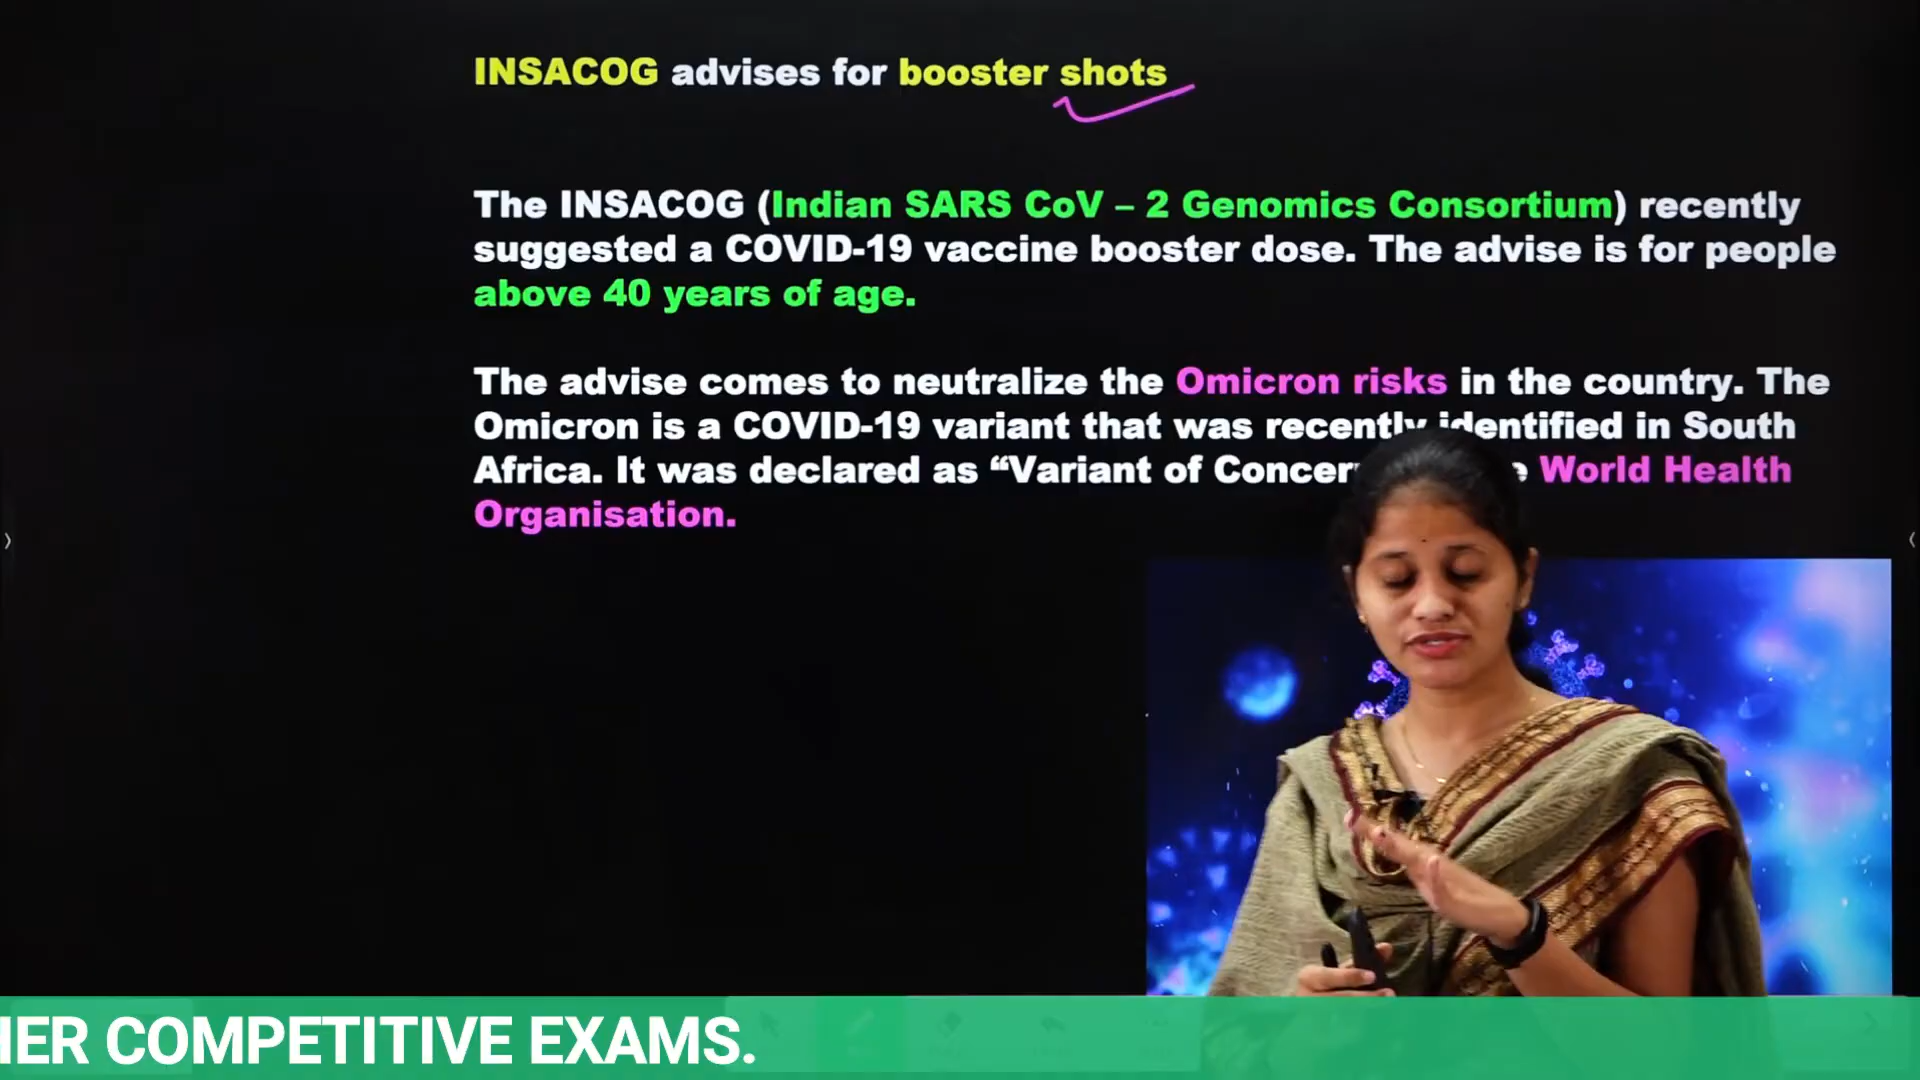 INSACOG advises for booster shots
The INSACOG (Indian SARS CoV – 2 Genomics Consortium) recently
suggested a COVID-19 vaccine booster dose. The advise is for people
above 40 years of age.
The advise comes to neutralize the Omicron risks in the country. The
Omicron is a COVID-19 variant that was recently identified in South
Africa. It was declared as “Variant of Concer e World Health
Organisation.
HER COMPETITIVE EXAMS.